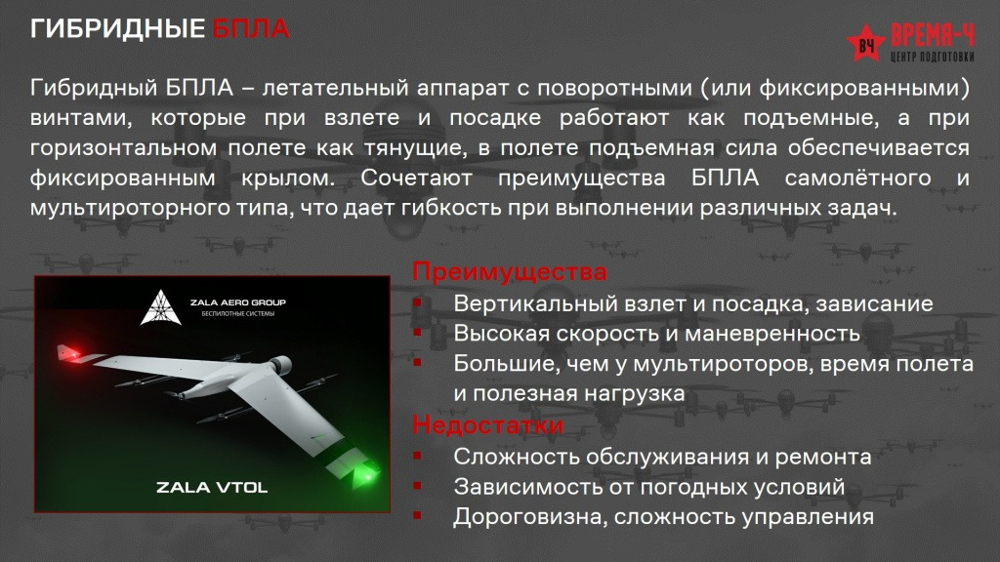 ГИБРИДНЫЕ БПЛА
ВЧ
ВРЕМЯ-Ч
ЦЕНТР ПОДГОТОВКИ
Гибридный БПЛА – летательный аппарат с поворотными (или фиксированными)
винтами, которые при взлете и посадке работают как подъемные, а при
горизонтальном полете как тянущие, в полете подъемная сила обеспечивается
фиксированным крылом. Сочетают преимущества БПЛА самолётного и
мультироторного типа, что дает гибкость при выполнении различных задач.
ZALA AERO GROUP
БЕСПИЛОТНЫЕ СИСТЕМЫ
ZALA VTOL
Преимущества
Вертикальный взлет и посадка, зависание
Высокая скорость и маневренность
Большие, чем у мультироторов, время полета
и полезная нагрузка
Недостатки
Сложность обслуживания и ремонта
Зависимость от погодных условий
Дороговизна, сложность управления